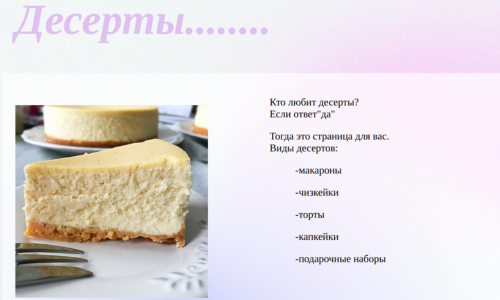 Десерты........
Кто любит десерты?
Если ответ"да"
Тогда это страница для вас.
Виды десертов:
-макароны
-чизкейки
-торты
-капкейки
-подарочные наборы